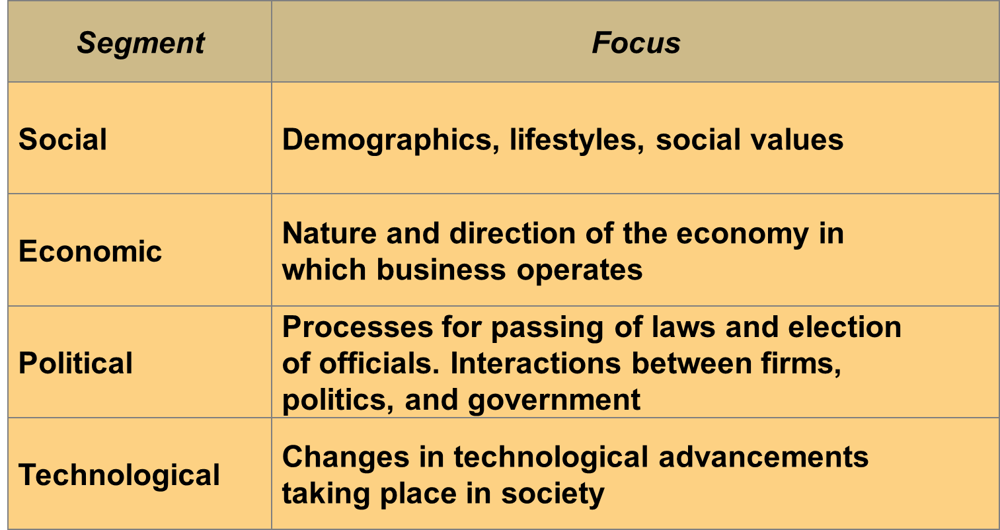 Segment
Focus
Social
Demographics, lifestyles, social values
Economic
Nature and direction of the economy in
which business operates
Political
Processes for passing of laws and election
of officials. Interactions between firms,
politics, and government
Technological
Changes in technological advancements
taking place in society